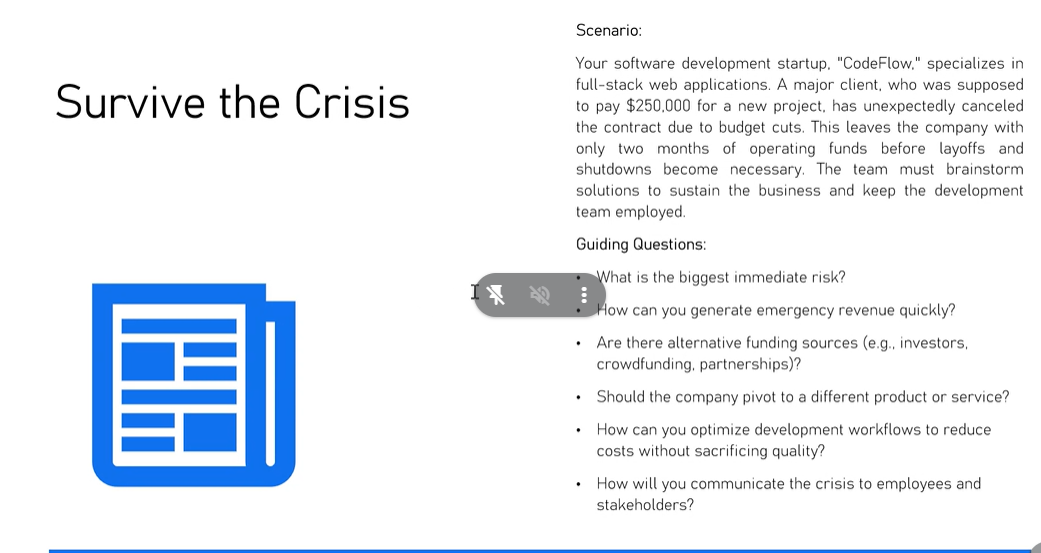 Survive the Crisis
Scenario:
Your software development startup, "CodeFlow," specializes in
full-stack web applications. A major client, who was supposed
to pay $250,000 for a new project, has unexpectedly canceled
the contract due to budget cuts. This leaves the company with
only two months of operating funds before layoffs and
shutdowns become necessary. The team must brainstorm
solutions to sustain the business and keep the development
team employed.
Guiding Questions:
• What is the biggest immediate risk?
• How can you generate emergency revenue quickly?
• Are there alternative funding sources (e.g., investors,
crowdfunding, partnerships)?
• Should the company pivot to a different product or service?
• How can you optimize development workflows to reduce
costs without sacrificing quality?
• How will you communicate the crisis to employees and
stakeholders?